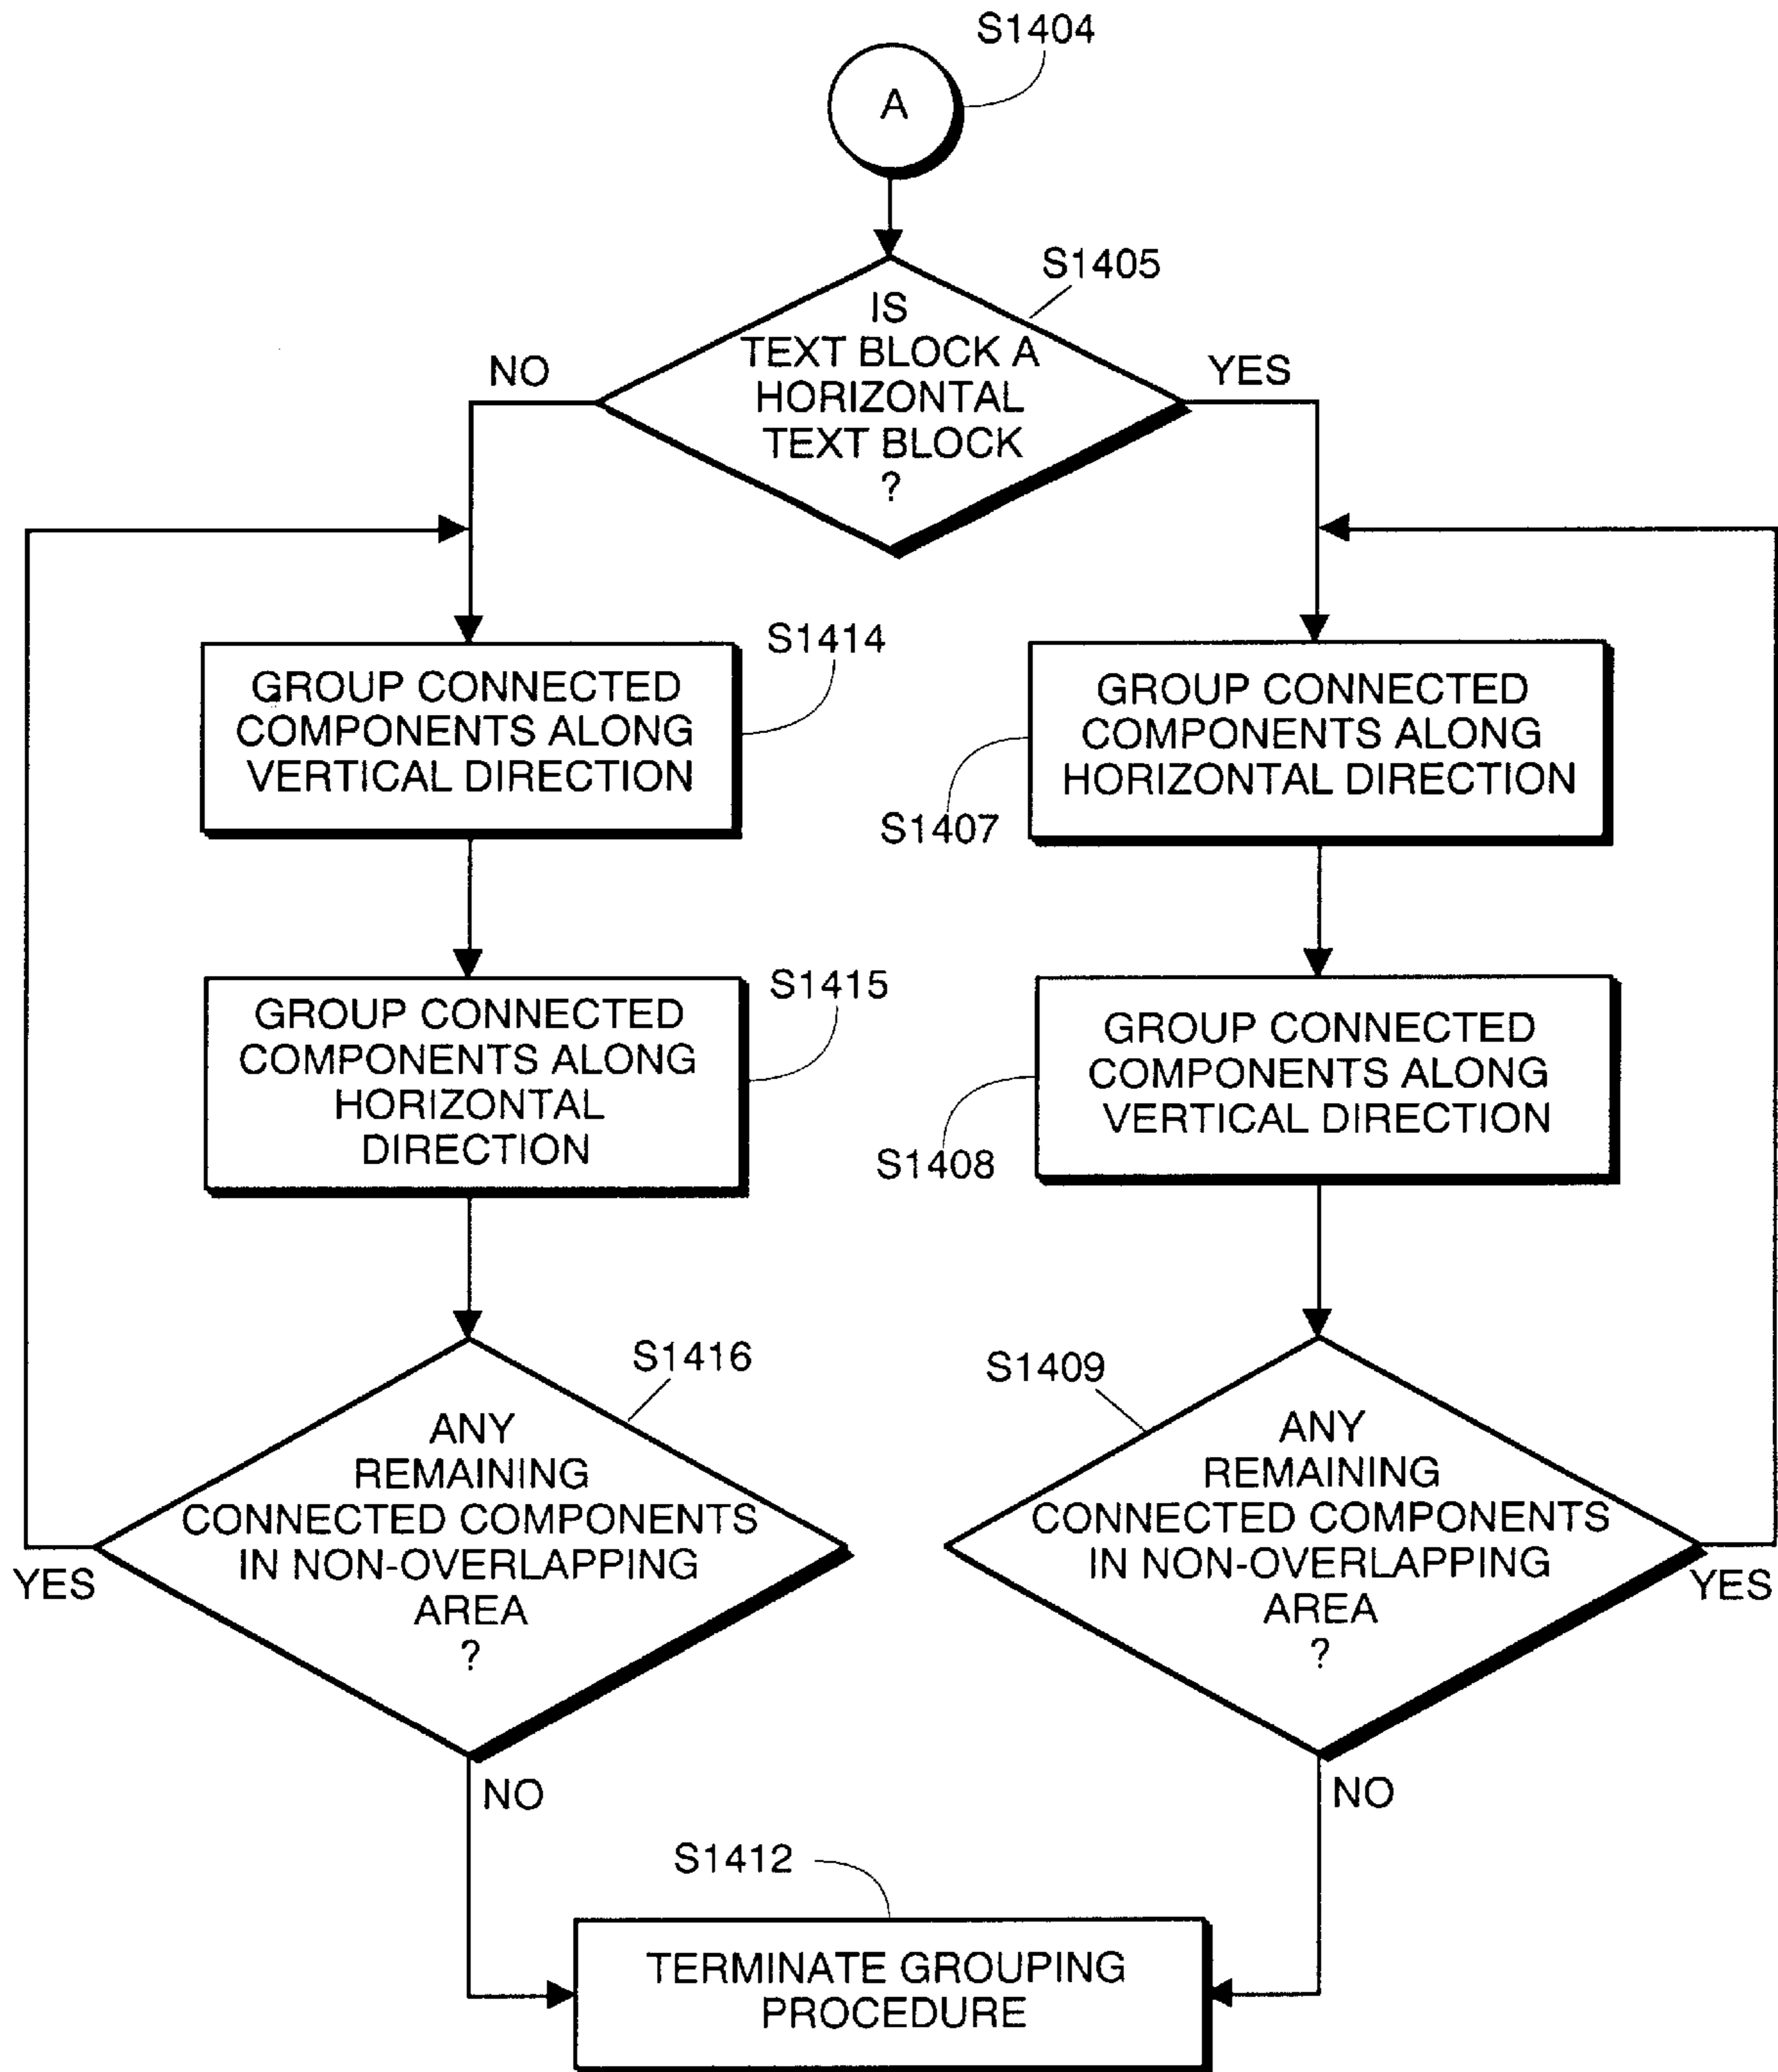 S1404
A
S1405
IS
TEXT BLOCK A
HORIZONTAL
TEXT BLOCK
?
NO
YES
S1414
GROUP CONNECTED
COMPONENTS ALONG
VERTICAL DIRECTION
GROUP CONNECTED
COMPONENTS ALONG
HORIZONTAL DIRECTION
S1407
S1415
GROUP CONNECTED
COMPONENTS ALONG
HORIZONTAL
DIRECTION
GROUP CONNECTED
COMPONENTS ALONG
VERTICAL DIRECTION
S1408
S1416
ANY
REMAINING
CONNECTED COMPONENTS
IN NON-OVERLAPPING
AREA
?
YES
NO
S1409
ANY
REMAINING
CONNECTED COMPONENTS
IN NON-OVERLAPPING
AREA
?
YES
NO
S1412
TERMINATE GROUPING
PROCEDURE